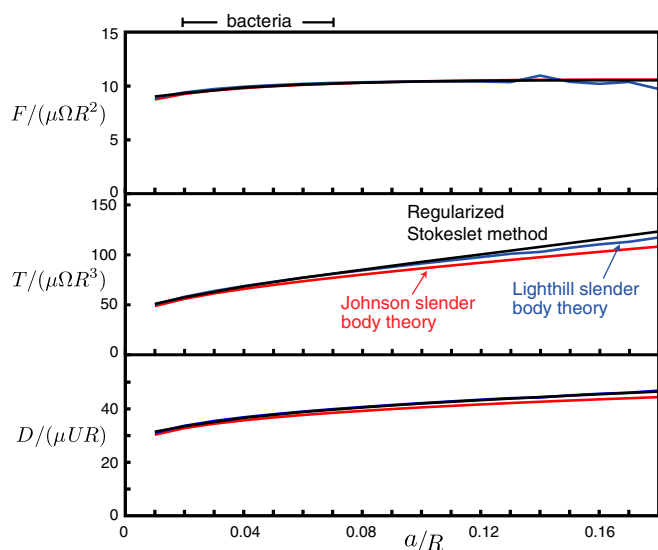 bacteria
15
10
5
0
F/(μΩR²)
150
100
50
0
T/(μΩR³)
Regularized
Stokeslet method
Johnson slender
body theory
Lighthill slender
body theory
40
20
0
D/(μUR)
0 0.04 0.08 0.12 0.16
a/R